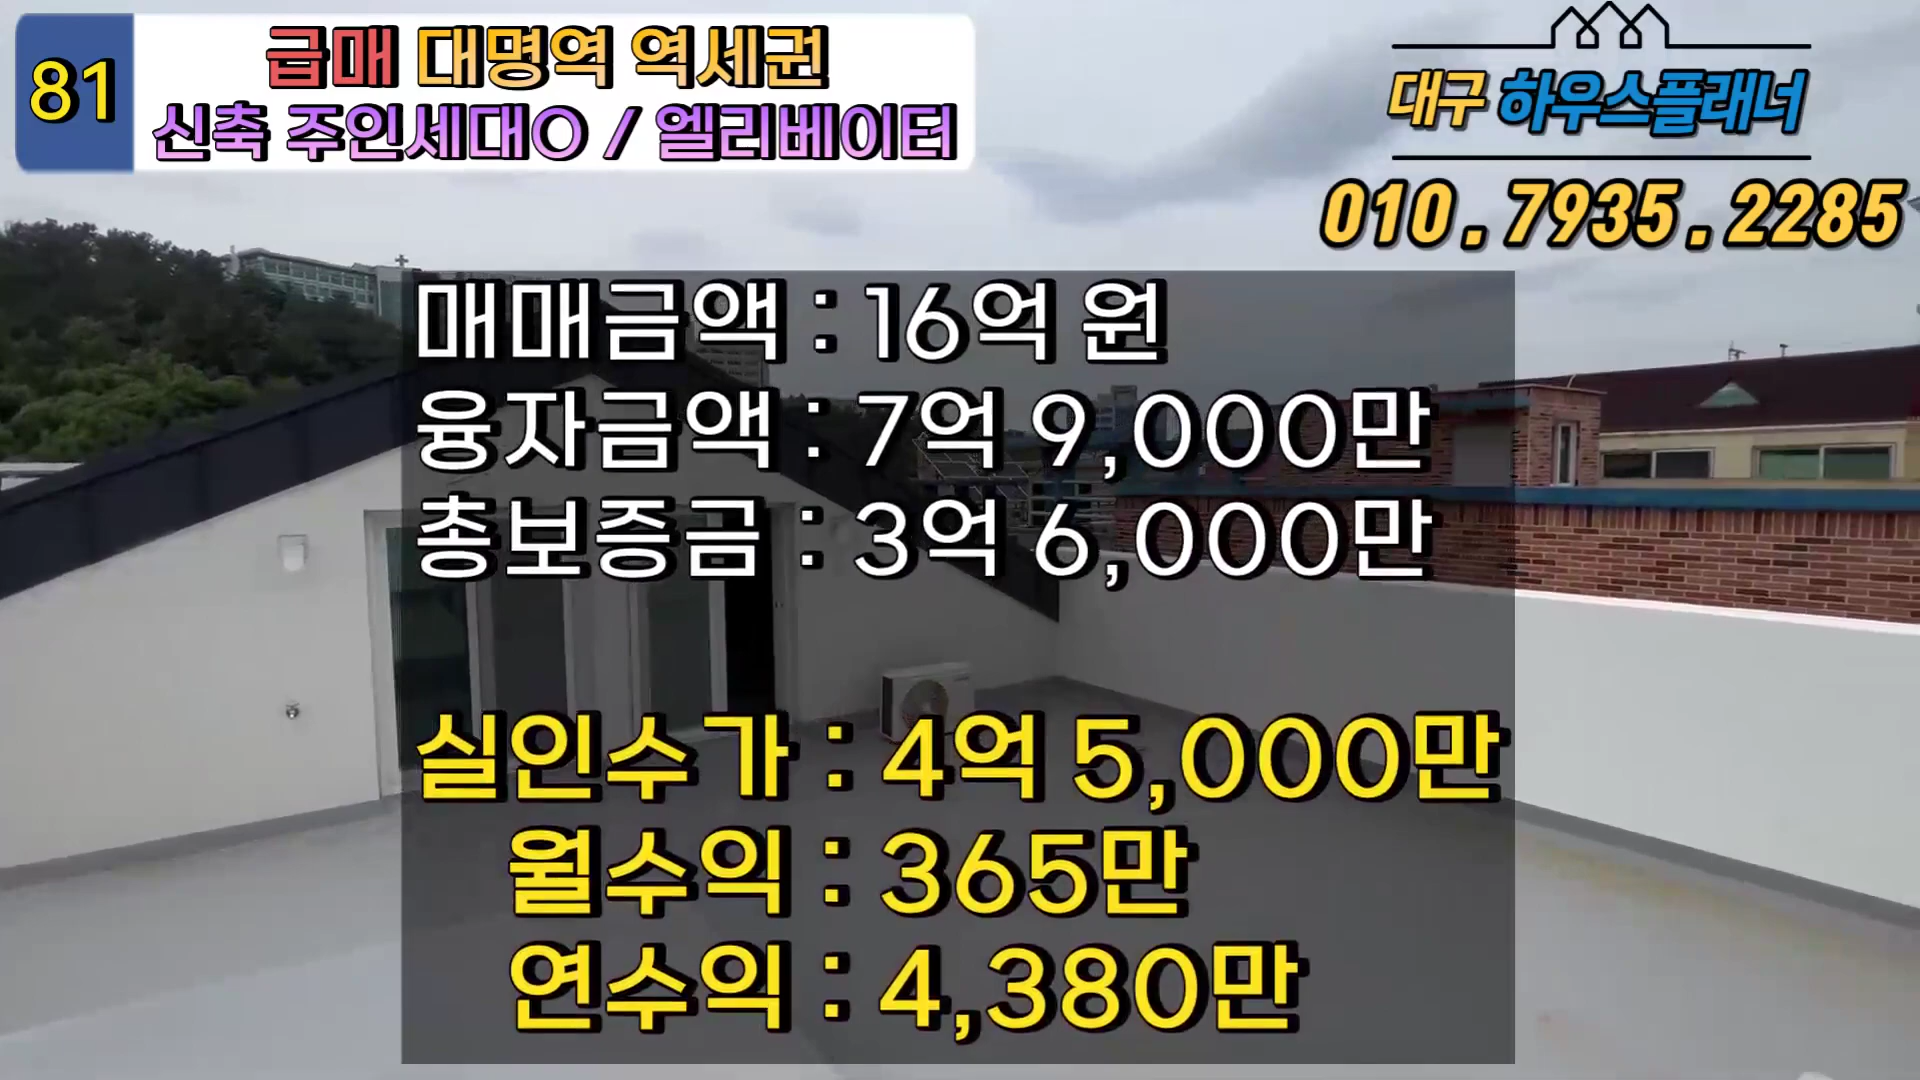 81
급매 대명역 역세권
신축 주인세대O / 엘리베이터
대구 하우스플래너
010.7935.2285
매매금액 : 16억 원
융자금액 : 7억 9,000만
총보증금 : 3억 6,000만
실인수가 : 4억 5,000만
월수익 : 365만
연수익 : 4,380만